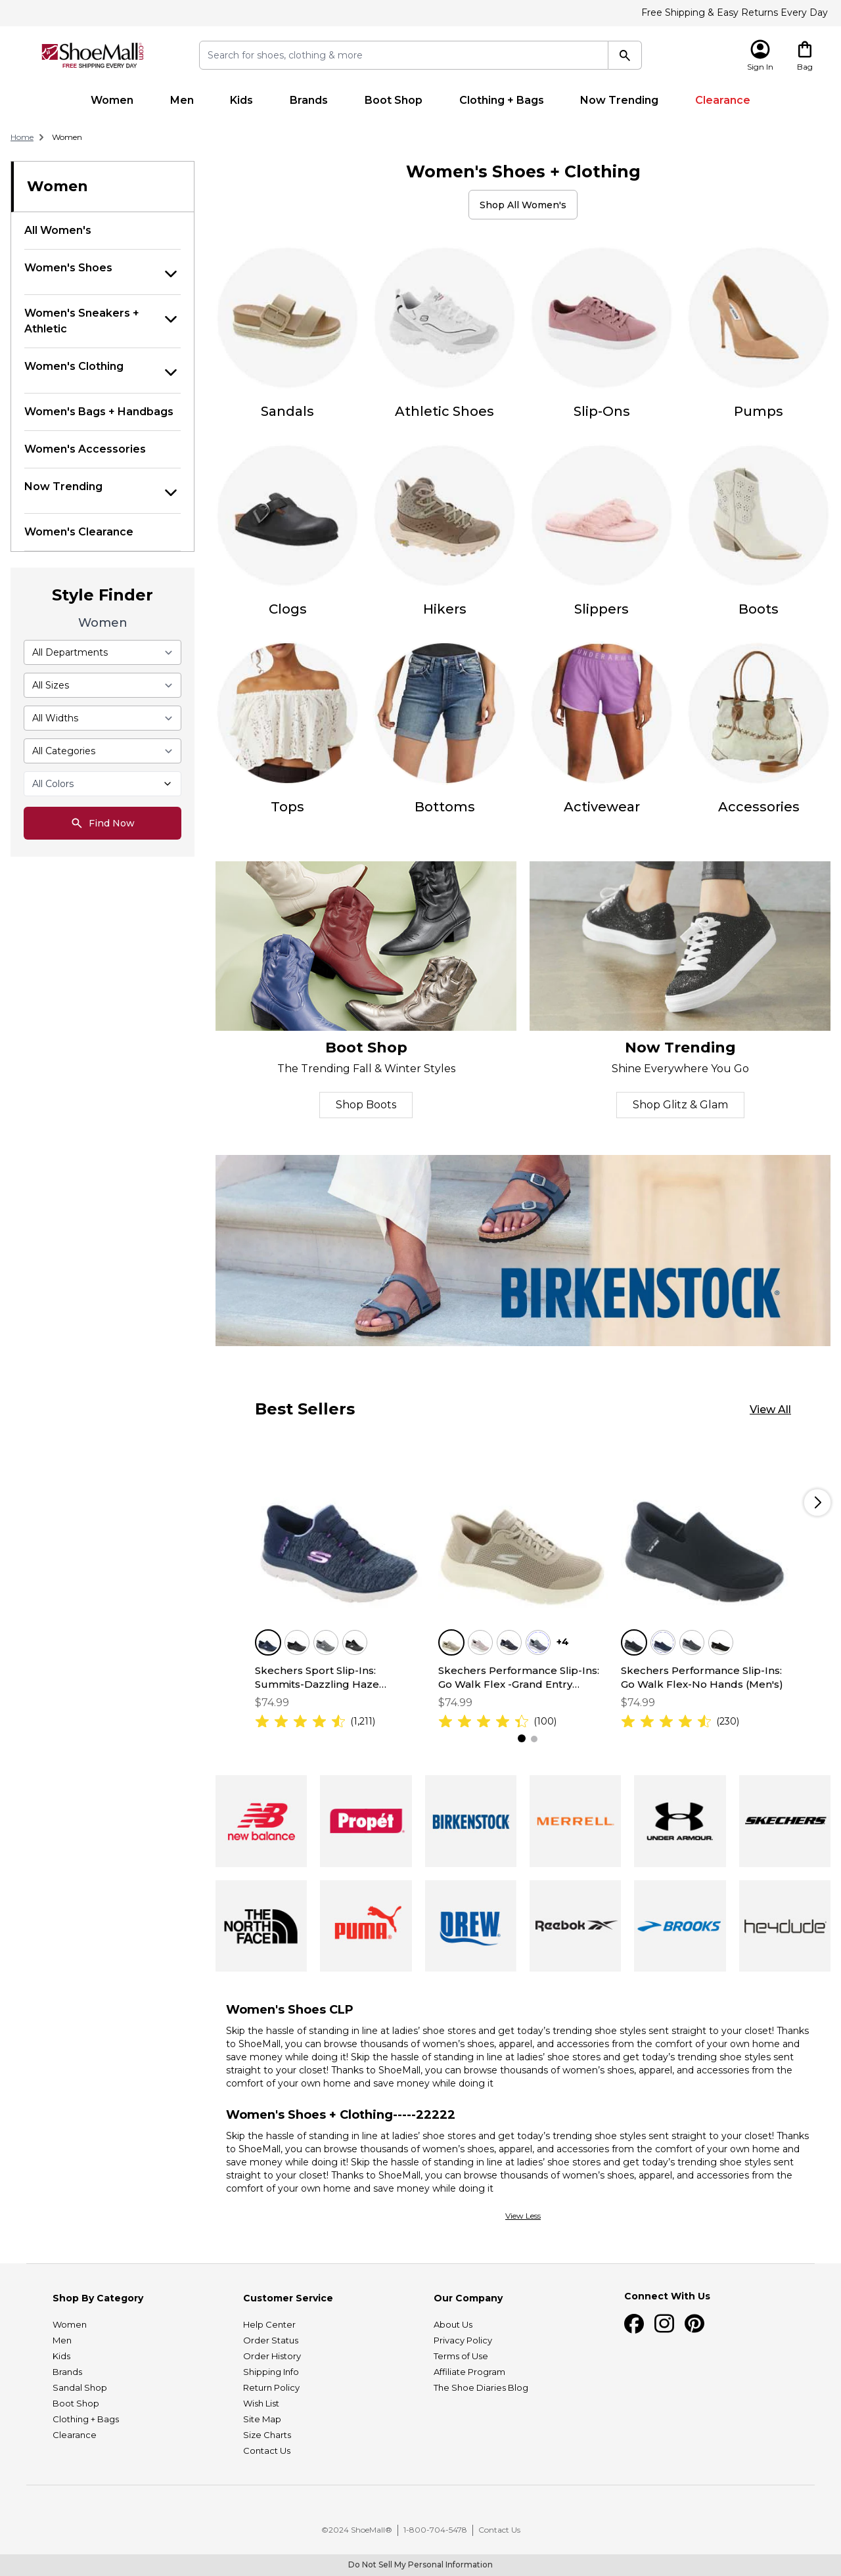 Free Shipping & Easy Returns Every Day
ShoeMall.com
FREE SHIPPING EVERY DAY
Search for shoes, clothing & more
Sign In
Bag
Women Men Kids Brands Boot Shop Clothing + Bags Now Trending Clearance
Home Women
Women
All Women's
Women's Shoes
Women's Sneakers +
Athletic
Women's Clothing
Women's Bags + Handbags
Women's Accessories
Now Trending
Women's Clearance
Style Finder
Women
All Departments
All Sizes
All Widths
All Categories
All Colors
Find Now
Women's Shoes + Clothing
Shop All Women's
Sandals Athletic Shoes Slip-Ons Pumps
Clogs Hikers Slippers Boots
UNDER ARMOUR
Tops Bottoms Activewear Accessories
Boot Shop
The Trending Fall & Winter Styles
Shop Boots
Now Trending
Shine Everywhere You Go
Shop Glitz & Glam
BIRKENSTOCK
Best Sellers
View All
+4
Skechers Sport Slip-Ins:
Summits-Dazzling Haze...
$74.99
(1,211)
Skechers Performance Slip-Ins:
Go Walk Flex -Grand Entry...
$74.99
(100)
Skechers Performance Slip-Ins:
Go Walk Flex-No Hands (Men's)
$74.99
(230)
new balance
Propét
BIRKENSTOCK
MERRELL
UNDER ARMOUR
SKECHERS
THE NORTH FACE
PUMA
DREW
Reebok
BROOKS
heydude
Women's Shoes CLP
Skip the hassle of standing in line at ladies’ shoe stores and get today’s trending shoe styles sent straight to your closet! Thanks
to ShoeMall, you can browse thousands of women’s shoes, apparel, and accessories from the comfort of your own home and
save money while doing it! Skip the hassle of standing in line at ladies’ shoe stores and get today’s trending shoe styles sent
straight to your closet! Thanks to ShoeMall, you can browse thousands of women’s shoes, apparel, and accessories from the
comfort of your own home and save money while doing it
Women's Shoes + Clothing-----22222
Skip the hassle of standing in line at ladies’ shoe stores and get today’s trending shoe styles sent straight to your closet! Thanks
to ShoeMall, you can browse thousands of women’s shoes, apparel, and accessories from the comfort of your own home and
save money while doing it! Skip the hassle of standing in line at ladies’ shoe stores and get today’s trending shoe styles sent
straight to your closet! Thanks to ShoeMall, you can browse thousands of women’s shoes, apparel, and accessories from the
comfort of your own home and save money while doing it
View Less
Shop By Category
Women
Men
Kids
Brands
Sandal Shop
Boot Shop
Clothing + Bags
Clearance
Customer Service
Help Center
Order Status
Order History
Shipping Info
Return Policy
Wish List
Site Map
Size Charts
Contact Us
Our Company
About Us
Privacy Policy
Terms of Use
Affiliate Program
The Shoe Diaries Blog
Connect With Us
©2024 ShoeMall® 1-800-704-5478 Contact Us
Do Not Sell My Personal Information